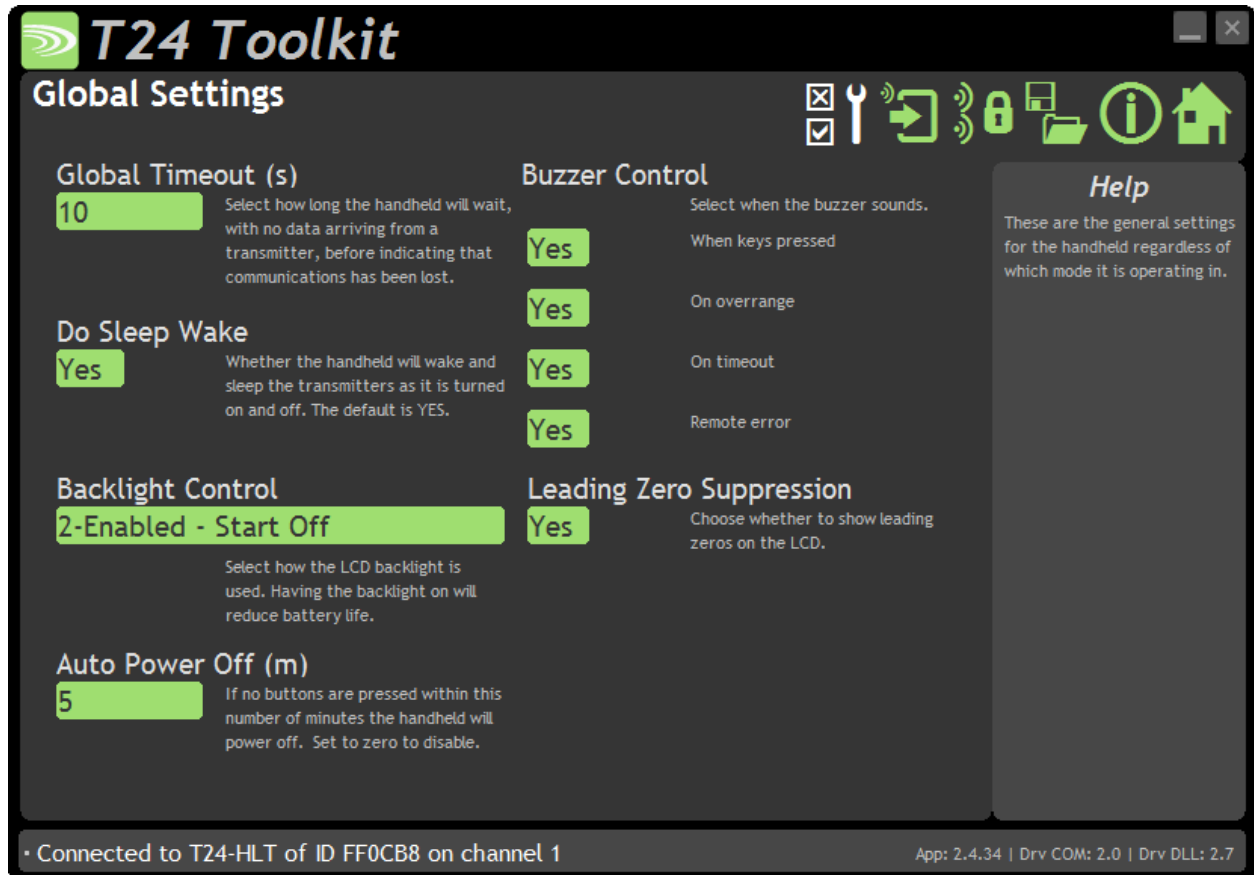 T24 Toolkit
Global Settings
Global Timeout (s)
10
Select how long the handheld will wait,
with no data arriving from a
transmitter, before indicating that
communications has been lost.
Do Sleep Wake
Yes
Whether the handheld will wake and
sleep the transmitters as it is turned
on and off. The default is YES.
Backlight Control
2-Enabled - Start Off
Select how the LCD backlight is
used. Having the backlight on will
reduce battery life.
Auto Power Off (m)
5
If no buttons are pressed within this
number of minutes the handheld will
power off. Set to zero to disable.
Buzzer Control
Select when the buzzer sounds.
Yes
When keys pressed
Yes
On overrange
Yes
On timeout
Yes
Remote error
Leading Zero Suppression
Yes
Choose whether to show leading
zeros on the LCD.
Help
These are the general settings
for the handheld regardless of
which mode it is operating in.
Connected to T24-HLT of ID FF0CB8 on channel 1
App: 2.4.34 | Drv COM: 2.0 | Drv DLL: 2.7